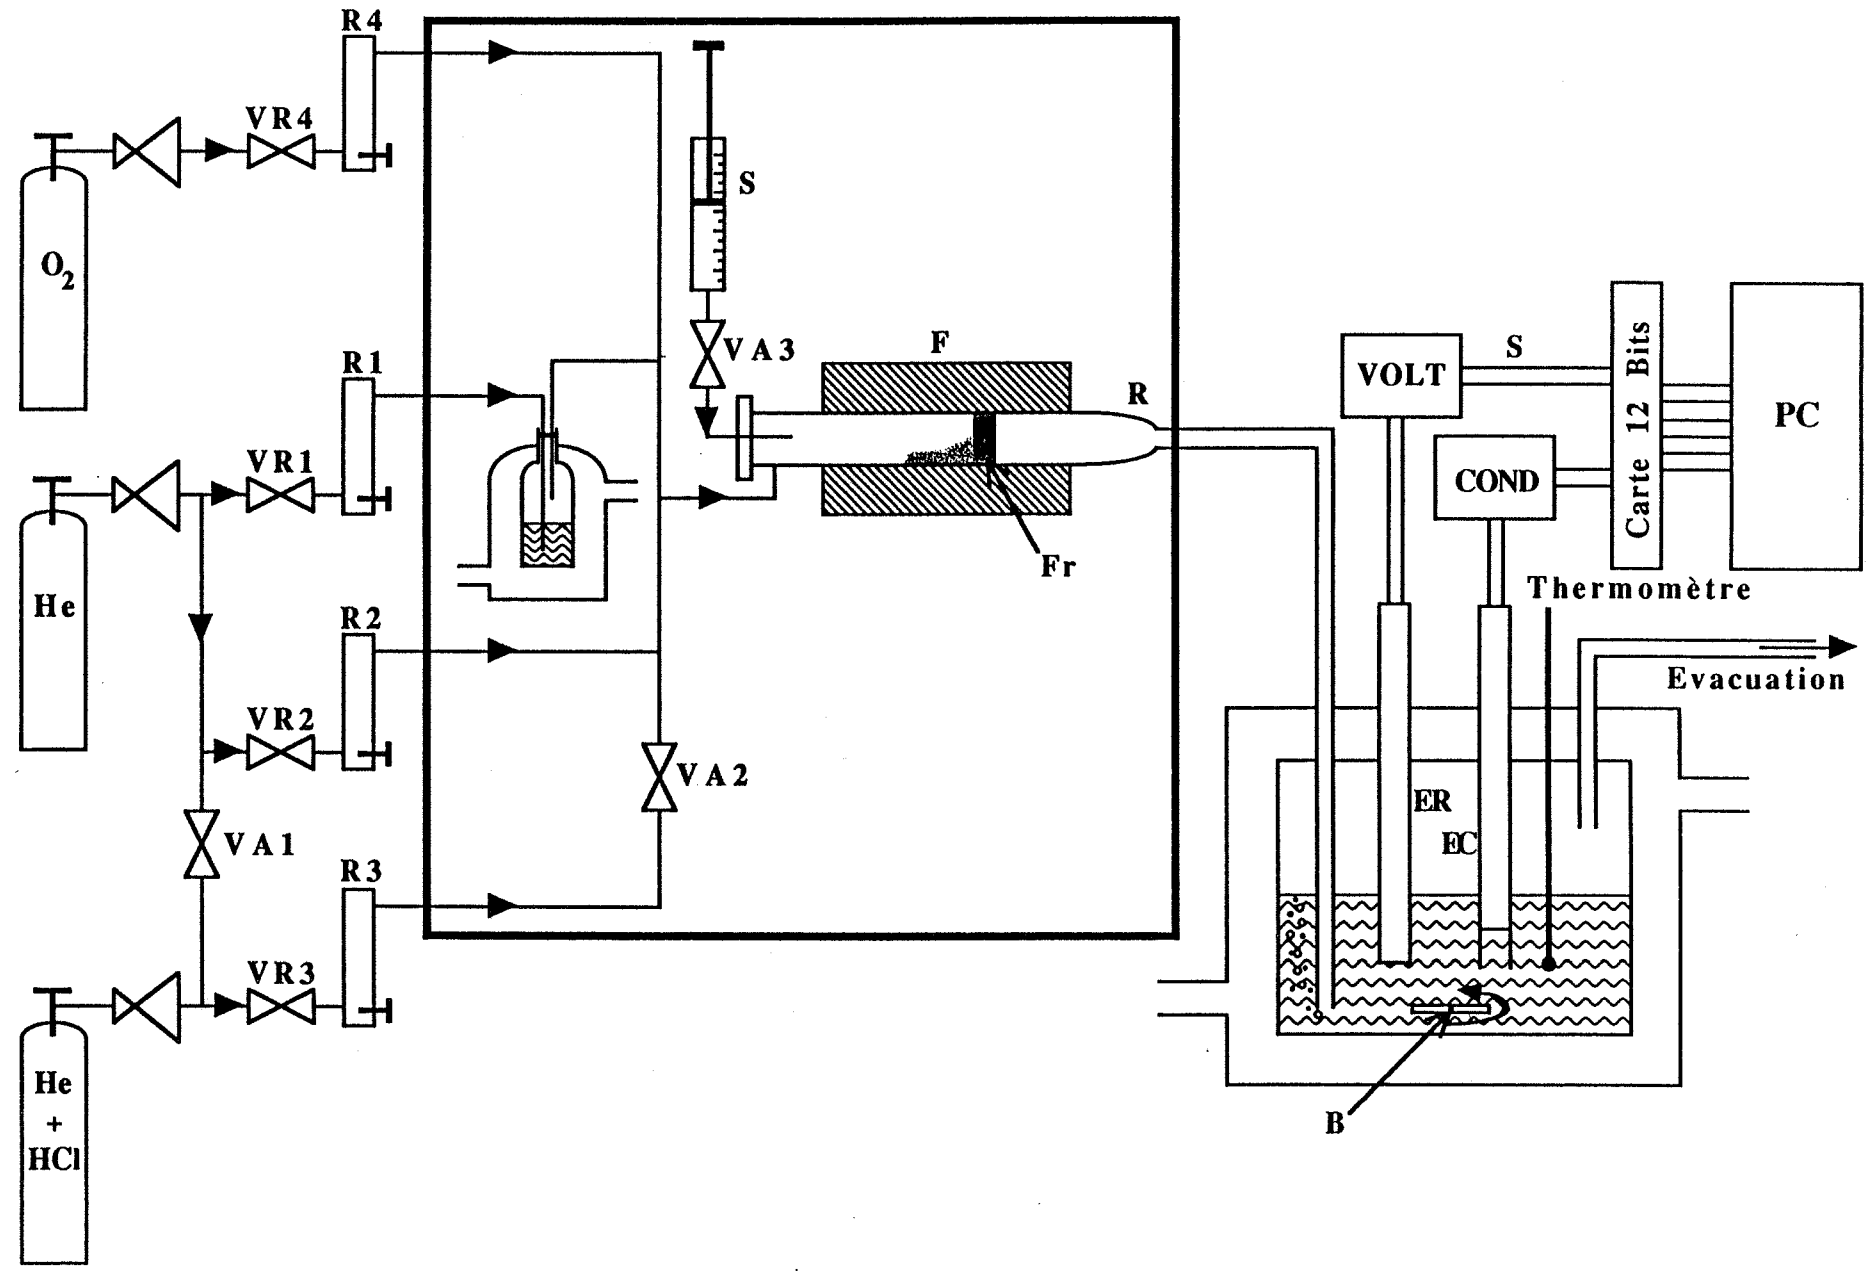 R4
VR4
S
O2
R1
VA3
F
R
VOLT
S
Carte 12 Bits
PC
VR1
COND
He
Fr
Thermomètre
R2
Evacuation
VR2
VA2
ER
EC
VA1
R3
VR3
He
+
HCl
B